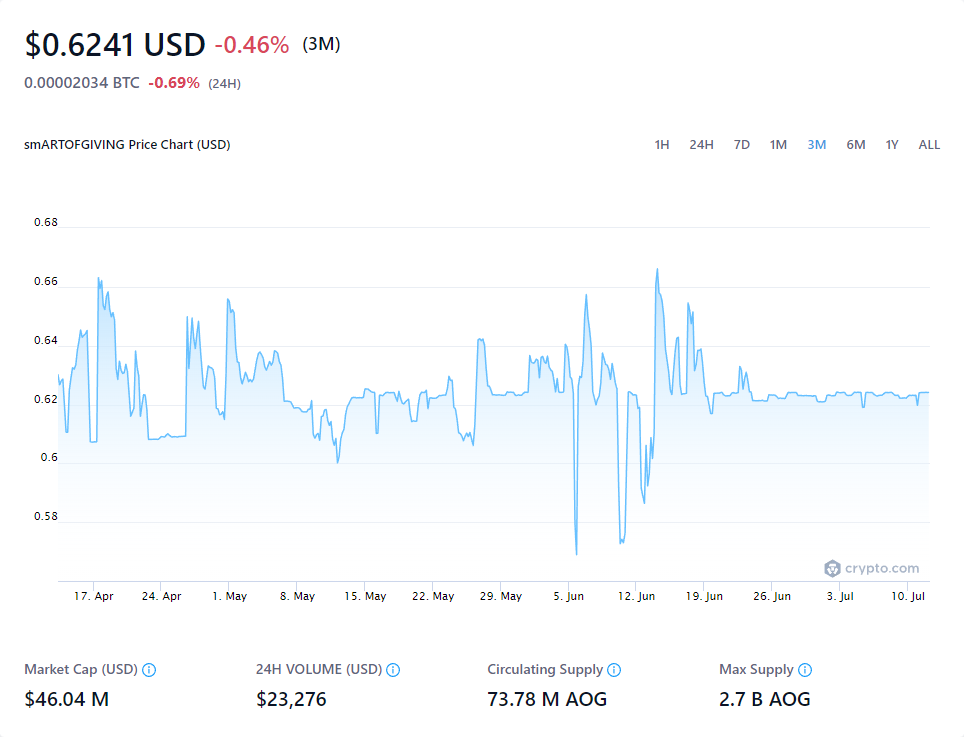 $0.6241 USD -0.46% (3M)
0.00002034 BTC -0.69% (24H)
smARTOFGIVING Price Chart (USD) 1H 24H 7D 1M 3M 6M 1Y ALL
0.68
0.66
0.64
0.62
0.6
0.58
crypto.com
17. Apr 24. Apr 1. May 8. May 15. May 22. May 29. May 5. Jun 12. Jun 19. Jun 26. Jun 3. Jul 10. Jul
Market Cap (USD) 24H VOLUME (USD) Circulating Supply Max Supply
$46.04 M $23,276 73.78 M AOG 2.7 B AOG